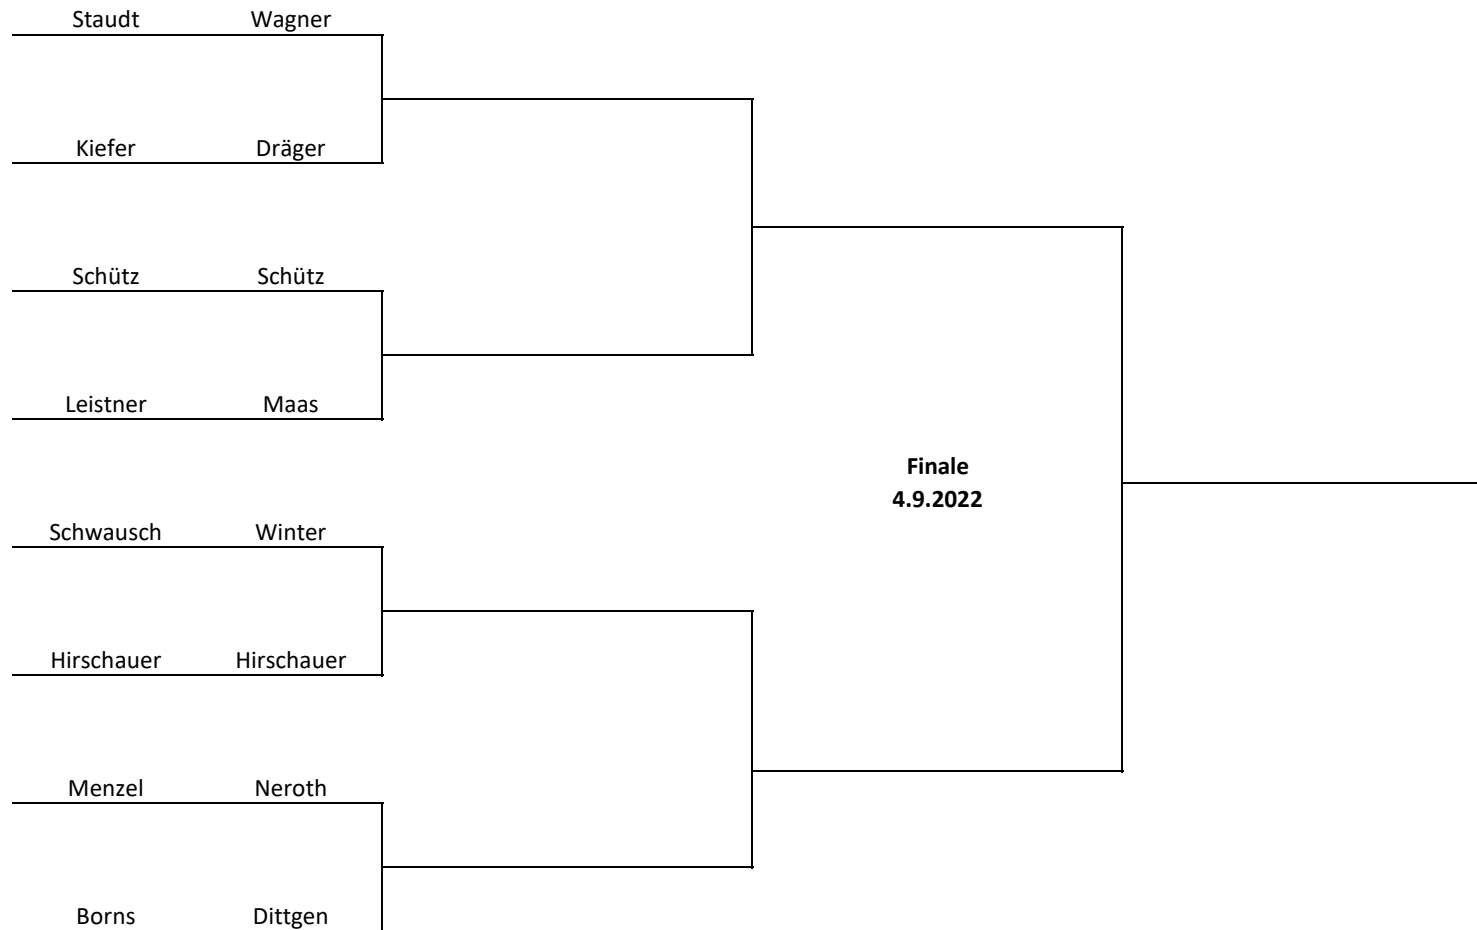 Staudt Wagner
Kiefer Dräger
Schütz Schütz
Leistner Maas
Finale
4.9.2022
Schwausch Winter
Hirschauer Hirschauer
Menzel Neroth
Borns Dittgen